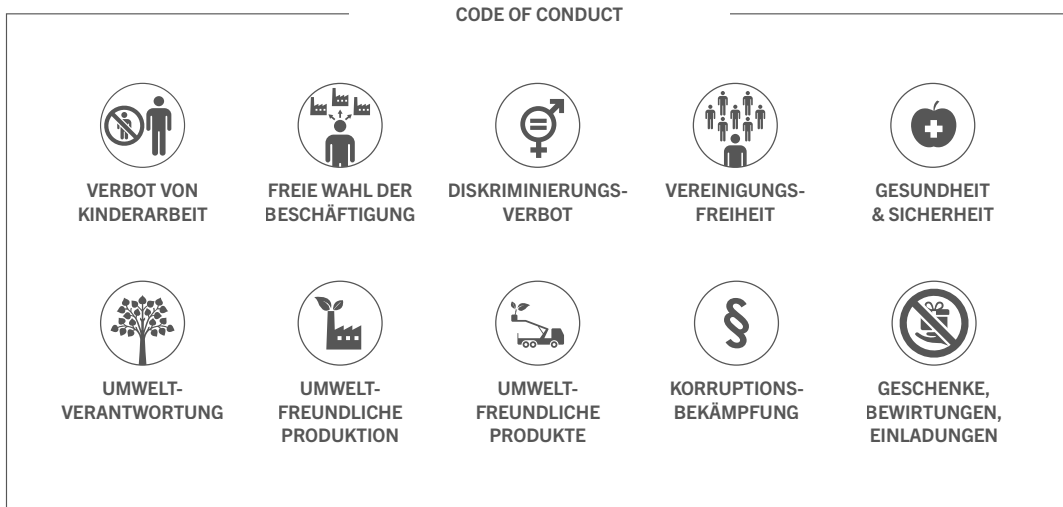 CODE OF CONDUCT
VERBOT VON
KINDERARBEIT
FREIE WAHL DER
BESCHÄFTIGUNG
DISKRIMINIERUNGS-
VERBOT
VEREINIGUNGS-
FREIHEIT
GESUNDHEIT
& SICHERHEIT
UMWELT-
VERANTWORTUNG
UMWELT-
FREUNDLICHE
PRODUKTION
UMWELT-
FREUNDLICHE
PRODUKTE
§
KORRUPTIONS-
BEKÄMPFUNG
GESCHENKE,
BEWIRTUNGEN,
EINLADUNGEN